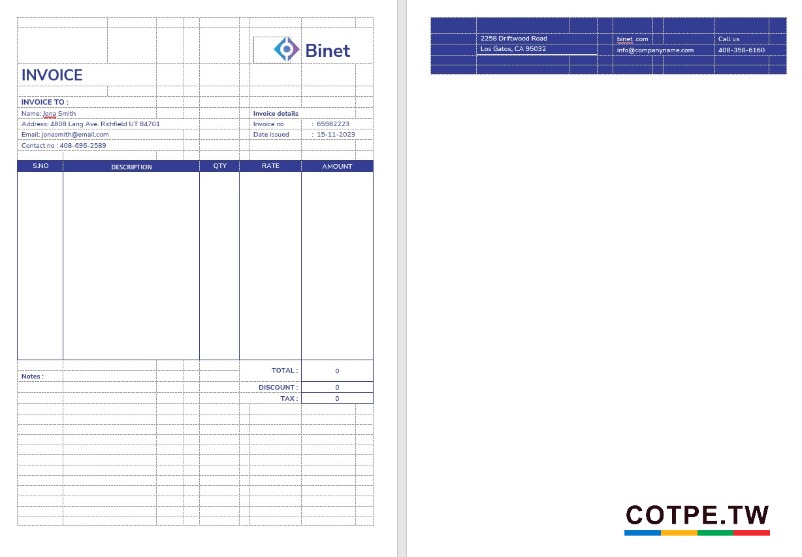 Binet
INVOICE
INVOICE TO :
Name: Jona Smith
Address: 4808 Lang Ave. Richfield UT 84701
Email: jonasmith@email.com
Contact no : 408-696-2589
Invoice details
Invoice no : 65982223
Date Issued : 15-11-2023
S.NO DESCRIPTION QTY RATE AMOUNT
Notes :
TOTAL : 0
DISCOUNT : 0
TAX : 0
2258 Driftwood Road binet .com Call us
Los Gatos, CA 95032 info@companyname.com 408-358-6160
COTPE.TW